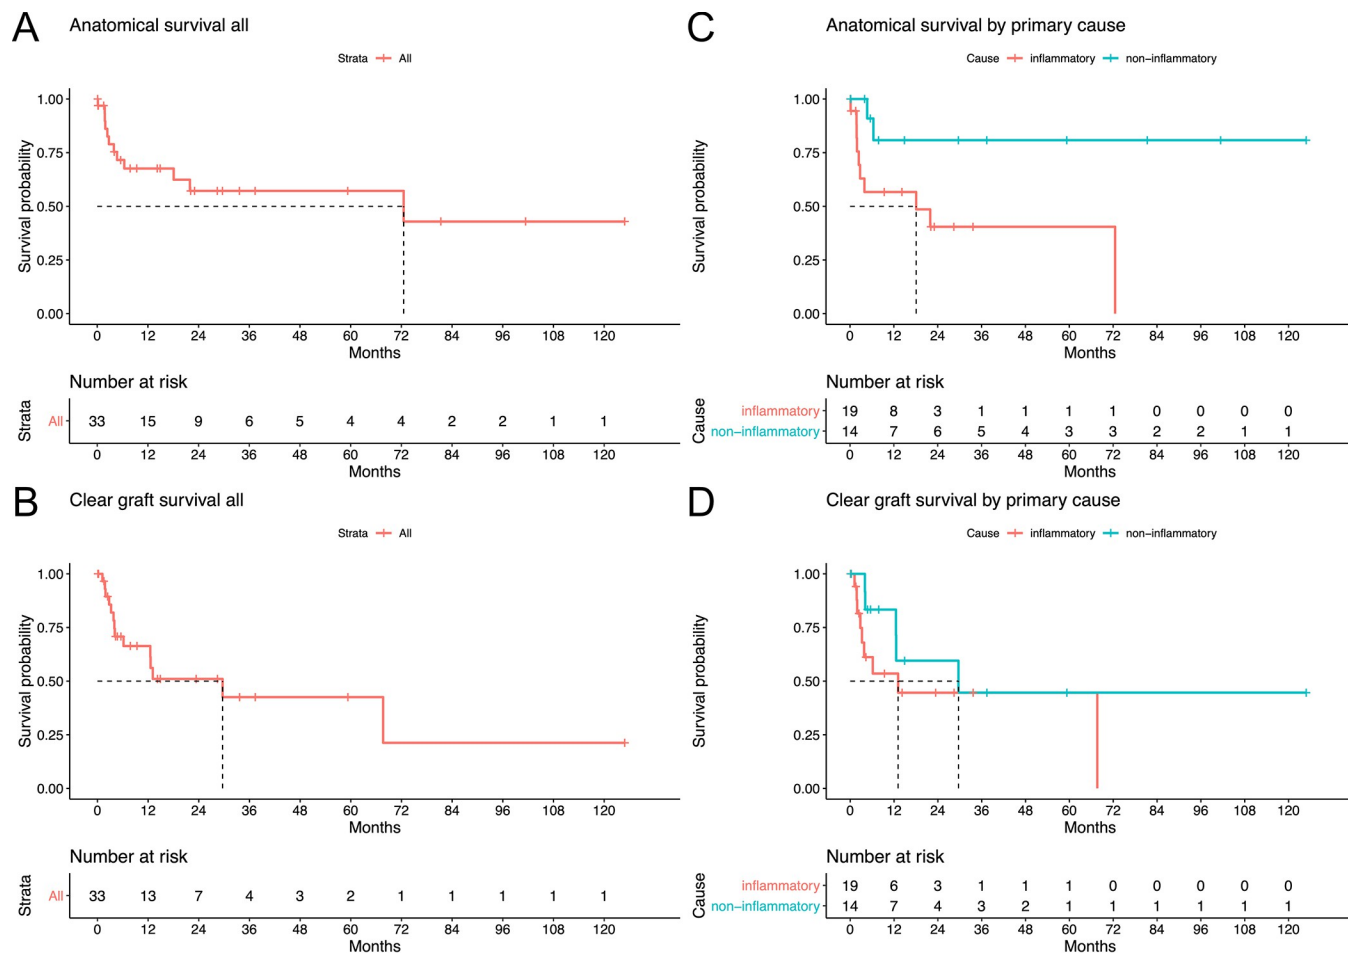 A Anatomical survival all
Strata All
1.00
0.75
0.50
0.25
0.00
Survival probability
0 12 24 36 48 60 72 84 96 108 120
Months
Number at risk
Strata
All 33 15 9 6 5 4 4 2 2 1 1
0 12 24 36 48 60 72 84 96 108 120
Months
C Anatomical survival by primary cause
Cause inflammatory non-inflammatory
1.00
0.75
0.50
0.25
0.00
Survival probability
0 12 24 36 48 60 72 84 96 108 120
Months
Number at risk
Cause
inflammatory 19 8 3 1 1 1 1 0 0 0 0
non-inflammatory 14 7 6 5 4 3 3 2 2 1 1
0 12 24 36 48 60 72 84 96 108 120
Months
B Clear graft survival all
Strata All
1.00
0.75
0.50
0.25
0.00
Survival probability
0 12 24 36 48 60 72 84 96 108 120
Months
Number at risk
Strata
All 33 13 7 4 3 2 1 1 1 1 1
0 12 24 36 48 60 72 84 96 108 120
Months
D Clear graft survival by primary cause
Cause inflammatory non-inflammatory
1.00
0.75
0.50
0.25
0.00
Survival probability
0 12 24 36 48 60 72 84 96 108 120
Months
Number at risk
Cause
inflammatory 19 6 3 1 1 1 0 0 0 0 0
non-inflammatory 14 7 4 3 2 1 1 1 1 1 1
0 12 24 36 48 60 72 84 96 108 120
Months